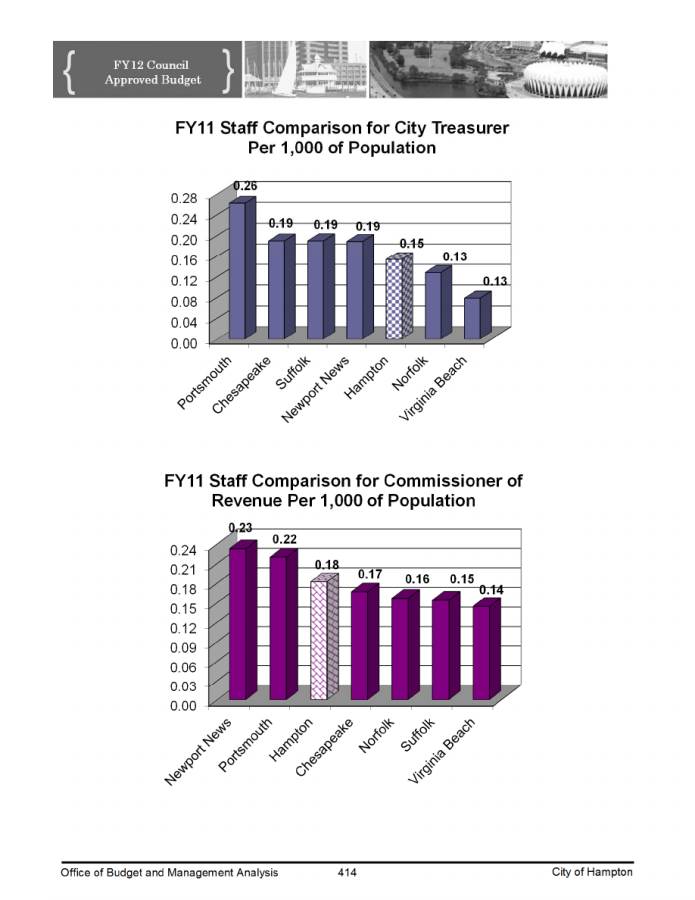 FY12 Council
Approved Budget
FY11 Staff Comparison for City Treasurer
Per 1,000 of Population
0.26
0.19
0.19
0.19
0.15
0.13
0.13
0.28
0.24
0.20
0.16
0.12
0.08
0.04
0.00
Portsmouth
Chesapeake
Suffolk
Newport News
Hampton
Norfolk
Virginia Beach
FY11 Staff Comparison for Commissioner of
Revenue Per 1,000 of Population
0.23
0.22
0.18
0.17
0.16
0.15
0.14
0.24
0.21
0.18
0.15
0.12
0.09
0.06
0.03
0.00
Newport News
Portsmouth
Hampton
Chesapeake
Norfolk
Suffolk
Virginia Beach
Office of Budget and Management Analysis 414 City of Hampton